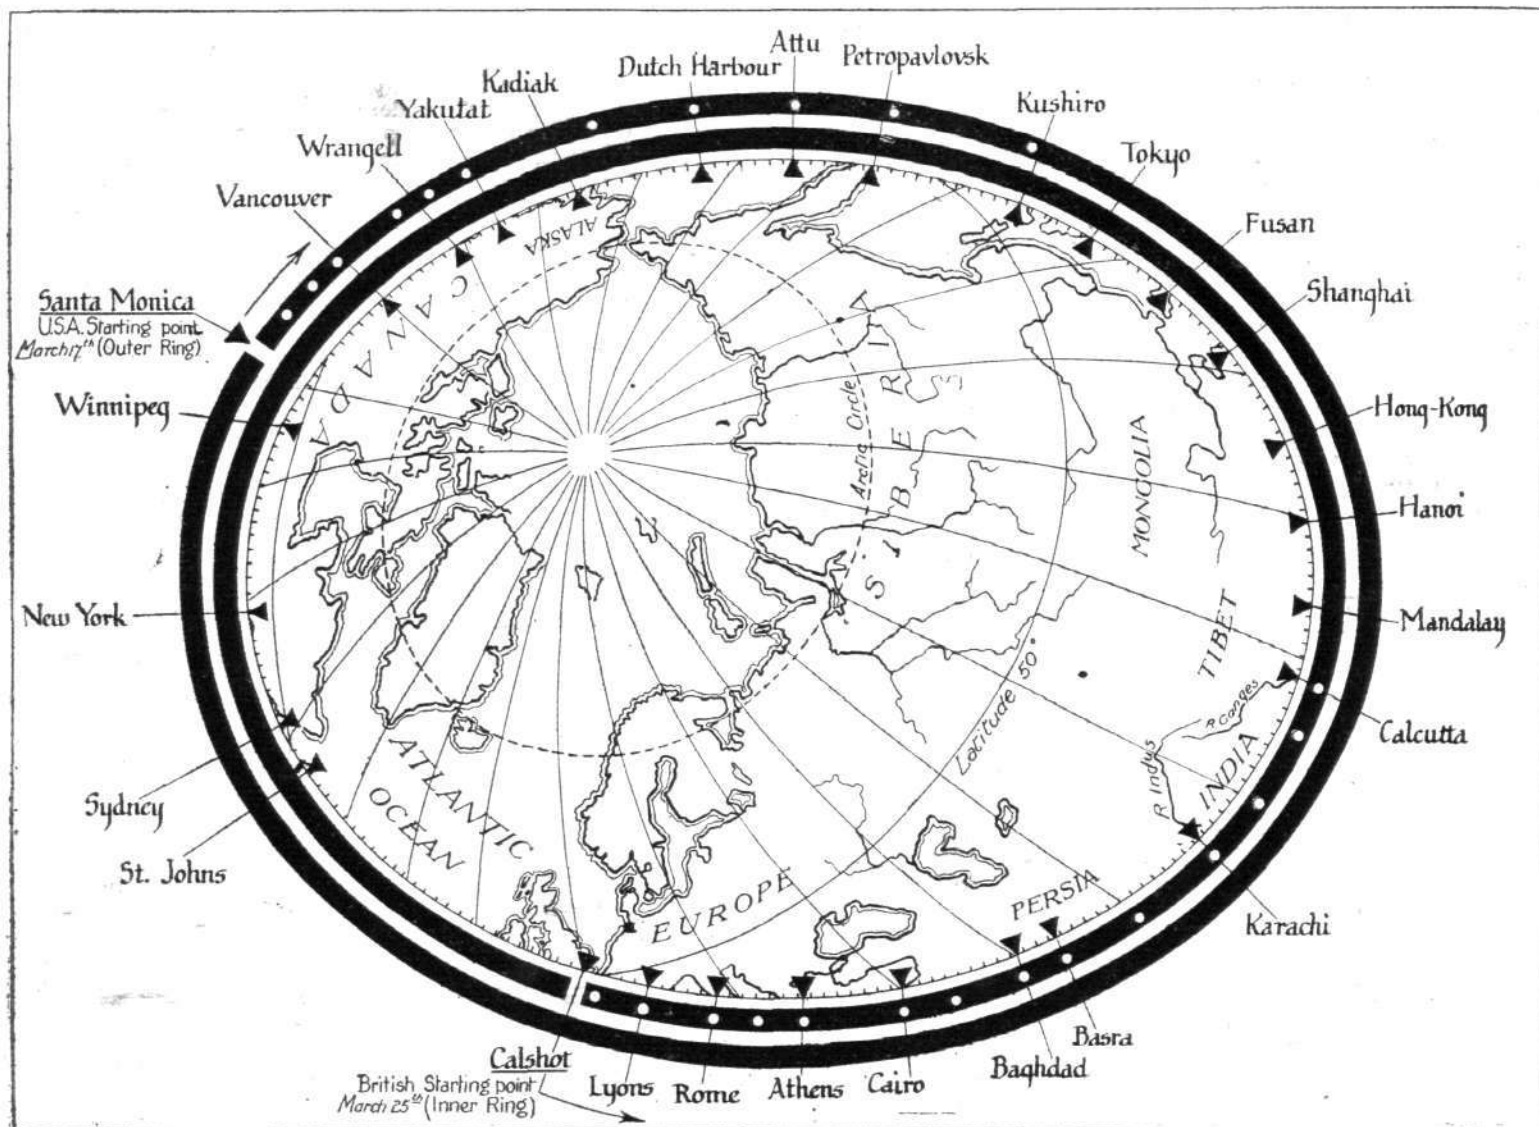 Attu
Dutch Harbour
Petropavlovsk
Kadiak
Yakutat
Kushiro
Wrangell
Tokyo
Vancouver
Fusan
Santa Monica
U.S.A. Starting point
March 17th (Outer Ring)
Shanghai
Winnipeg
Hong-Kong
Hanoi
New York
Mandalay
Calcutta
Sydney
St. Johns
Karachi
Basra
Baghdad
Cairo
Athens
Rome
Lyons
Calshot
British Starting point
March 25th (Inner Ring)
ALASKA
CANADA
SIBERIA
Arctic Circle
MONGOLIA
TIBET
Latitude 50°
R Ganges
R Indus
INDIA
PERSIA
EUROPE
ATLANTIC
OCEAN